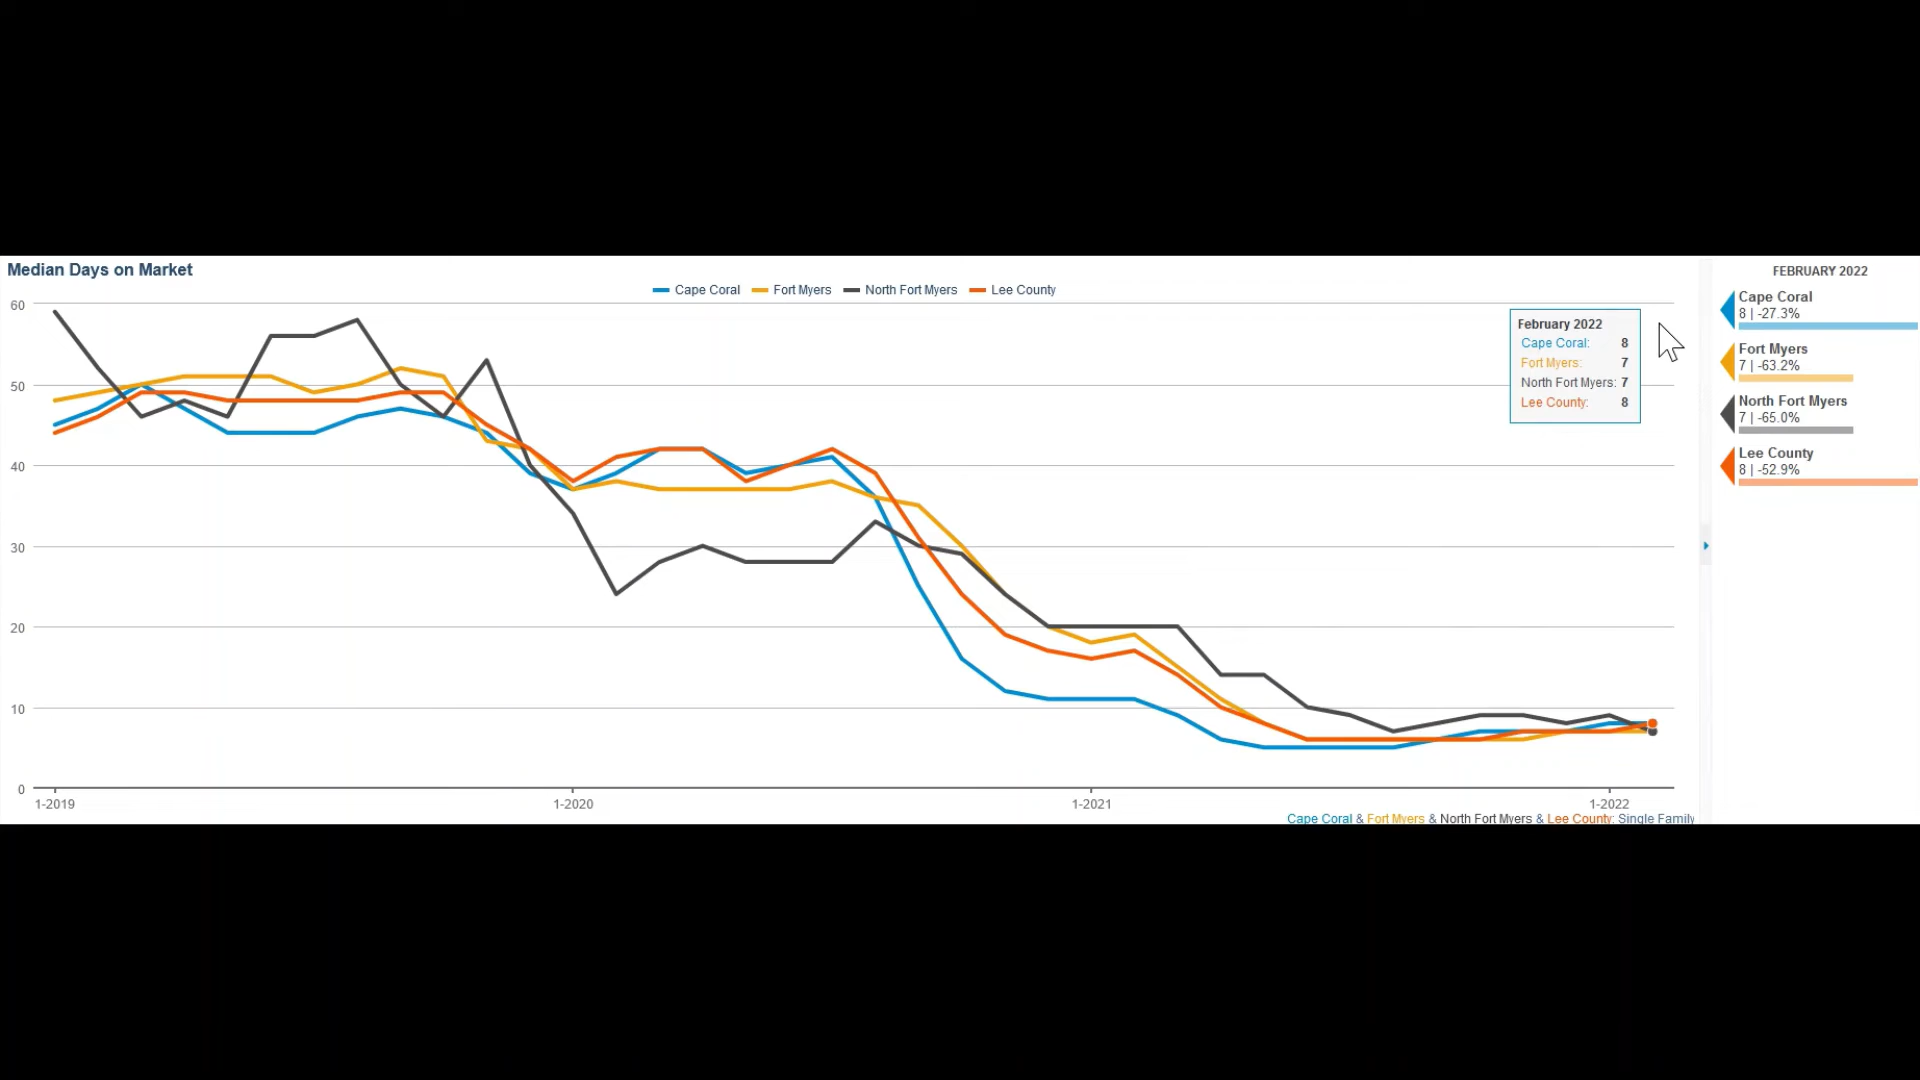 Median Days on Market
Cape Coral Fort Myers North Fort Myers Lee County
60
50
40
30
20
10
0
1-2019 1-2020 1-2021 1-2022
February 2022
Cape Coral: 8
Fort Myers: 7
North Fort Myers: 7
Lee County: 8
Cape Coral & Fort Myers & North Fort Myers & Lee County: Single Family
FEBRUARY 2022
Cape Coral
8 | -27.3%
Fort Myers
7 | -63.2%
North Fort Myers
7 | -65.0%
Lee County
8 | -52.9%